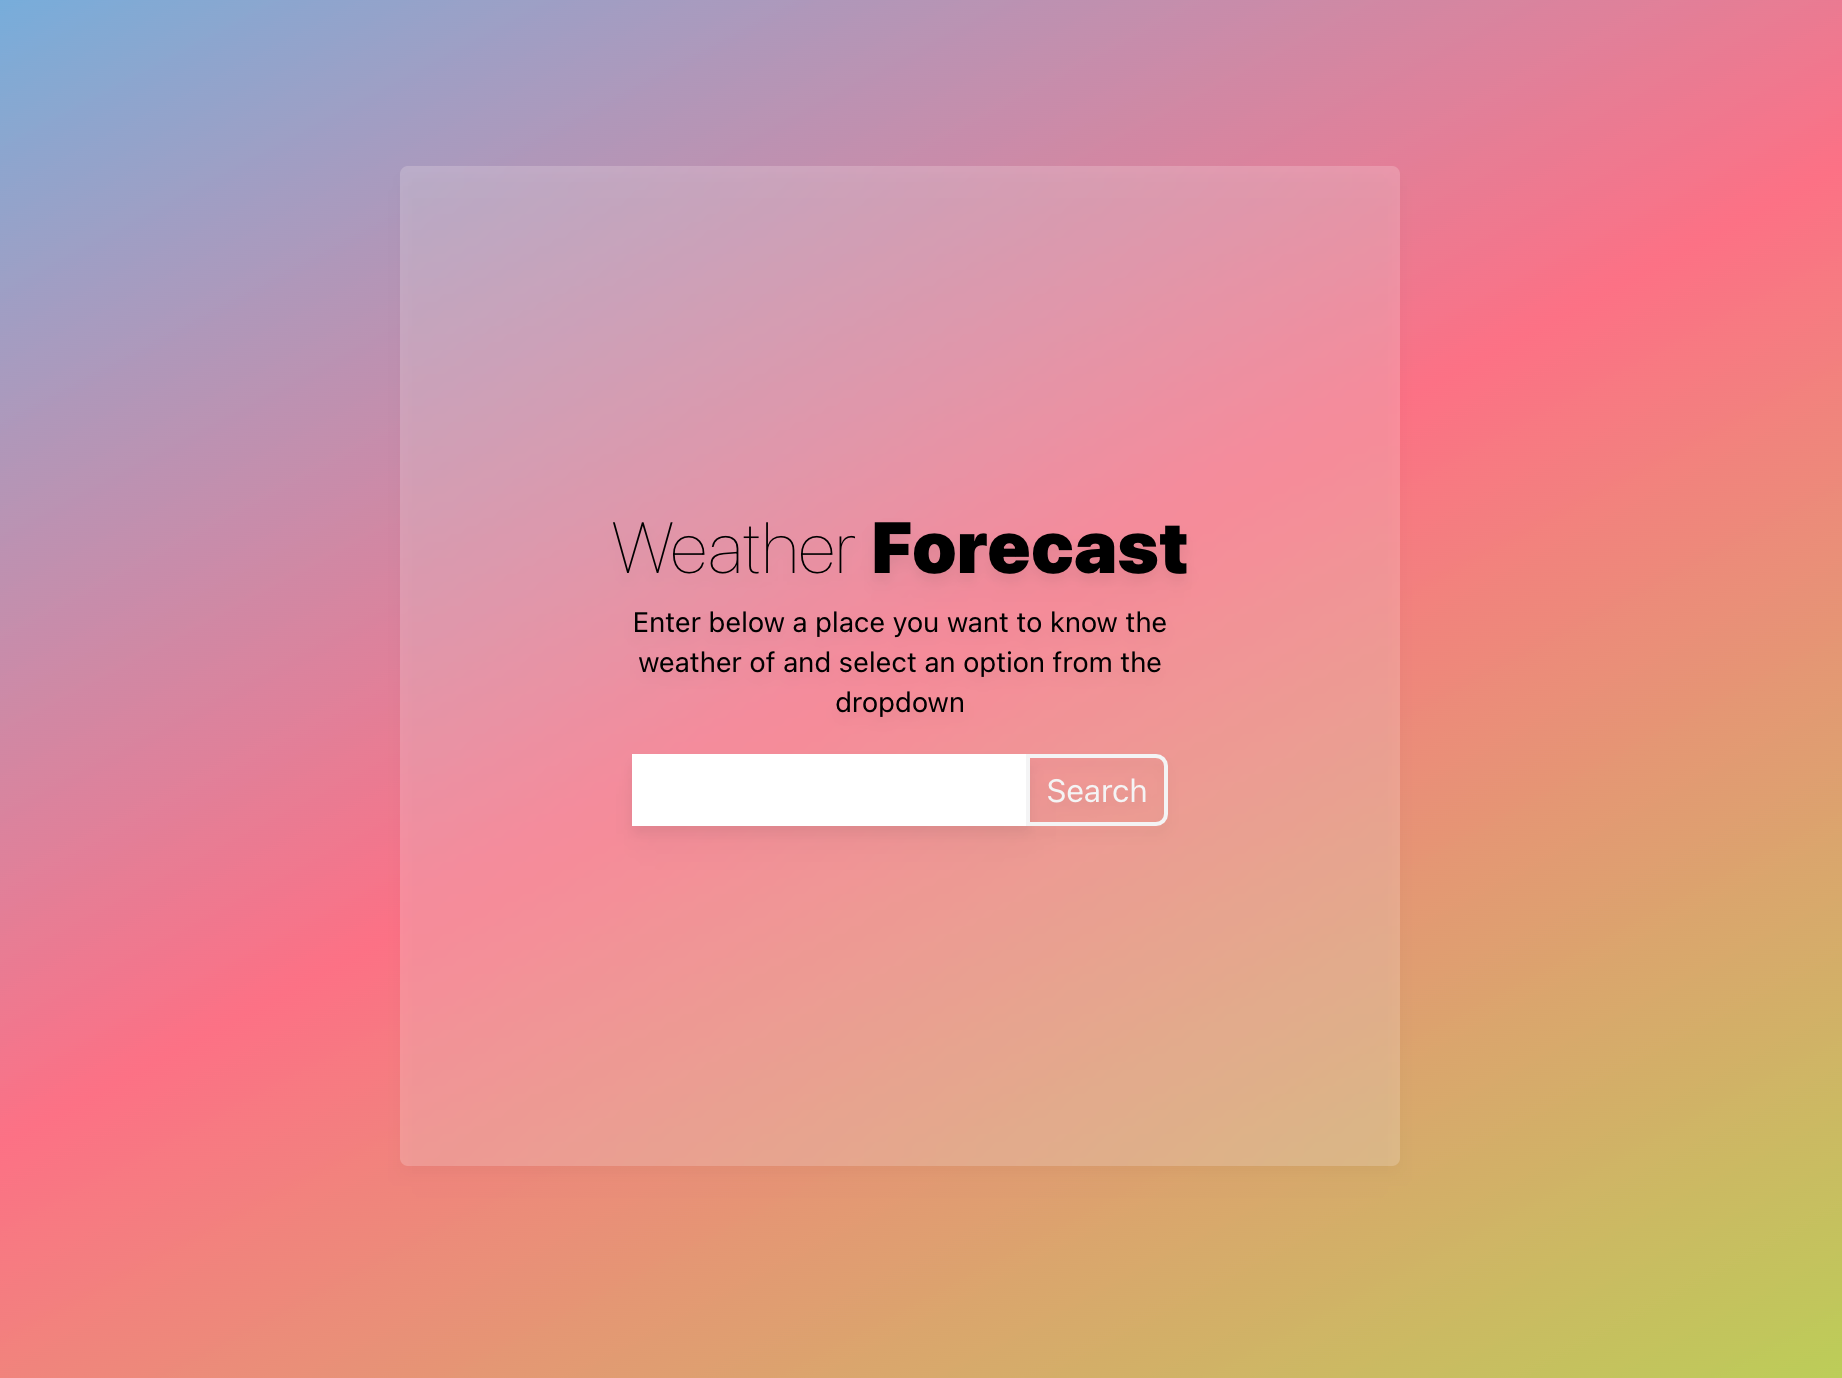 Weather Forecast
Enter below a place you want to know the
weather of and select an option from the
dropdown
Search